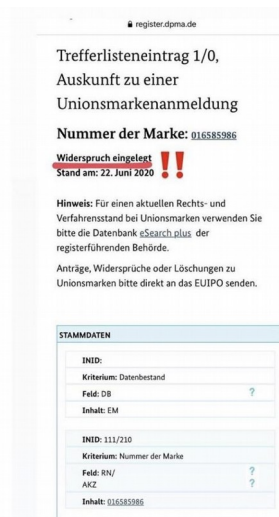 register.dpma.de
Trefferlisteneintrag 1/0,
Auskunft zu einer
Unionsmarkenanmeldung
Nummer der Marke: 016585986
Widerspruch eingelegt
Stand am: 22. Juni 2020
Hinweis: Für einen aktuellen Rechts- und
Verfahrensstand bei Unionsmarken verwenden Sie
bitte die Datenbank eSearch plus der
registerführenden Behörde.
Anträge, Widersprüche oder Löschungen zu
Unionsmarken bitte direkt an das EUIPO senden.
STAMMDATEN
INID:
Kriterium: Datenbestand
Feld: DB ?
Inhalt: EM
INID: 111/210
Kriterium: Nummer der Marke
Feld: RN/ ?
AKZ ?
Inhalt: 016585986